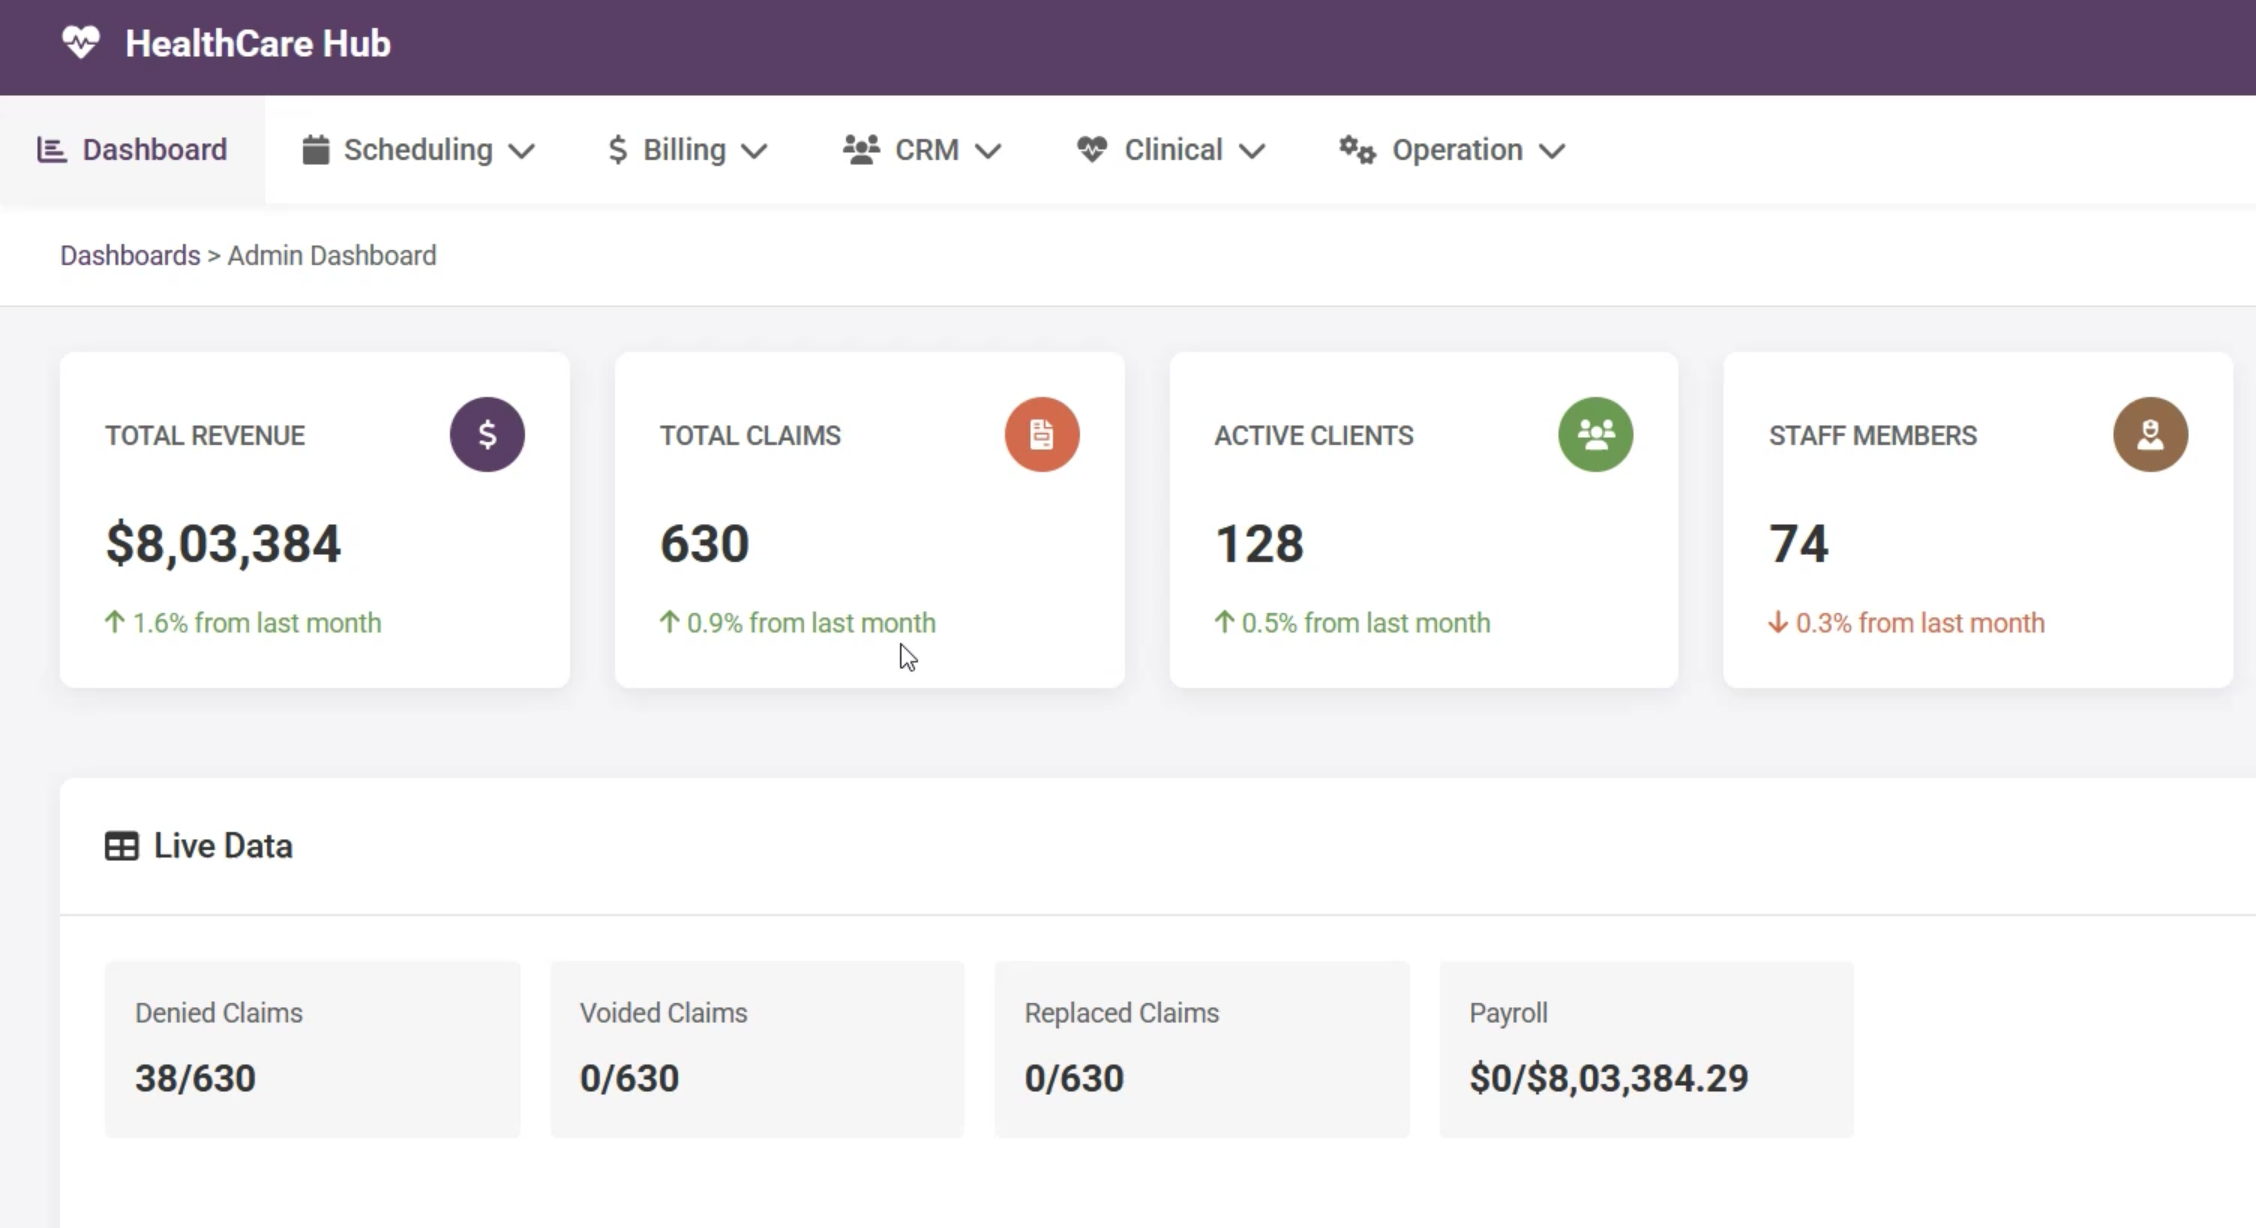 HealthCare Hub
Dashboard Scheduling $ Billing CRM Clinical Operation
Dashboards > Admin Dashboard
TOTAL REVENUE $
$8,03,384
↑ 1.6% from last month
TOTAL CLAIMS
630
↑ 0.9% from last month
ACTIVE CLIENTS
128
↑ 0.5% from last month
STAFF MEMBERS
74
↓ 0.3% from last month
Live Data
Denied Claims
38/630
Voided Claims
0/630
Replaced Claims
0/630
Payroll
$0/$8,03,384.29